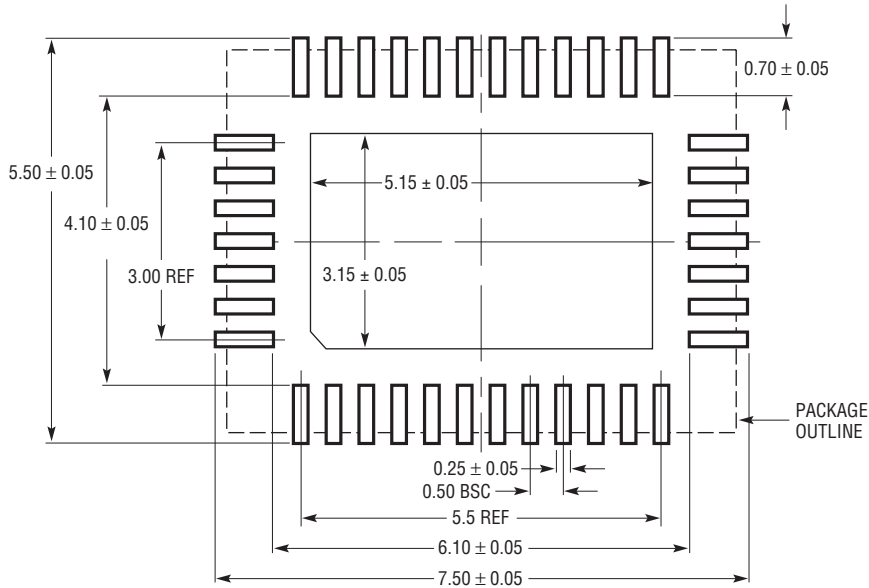 0.70 ± 0.05
5.50 ± 0.05
5.15 ± 0.05
4.10 ± 0.05
3.00 REF
3.15 ± 0.05
PACKAGE
OUTLINE
0.25 ± 0.05
0.50 BSC
5.5 REF
6.10 ± 0.05
7.50 ± 0.05